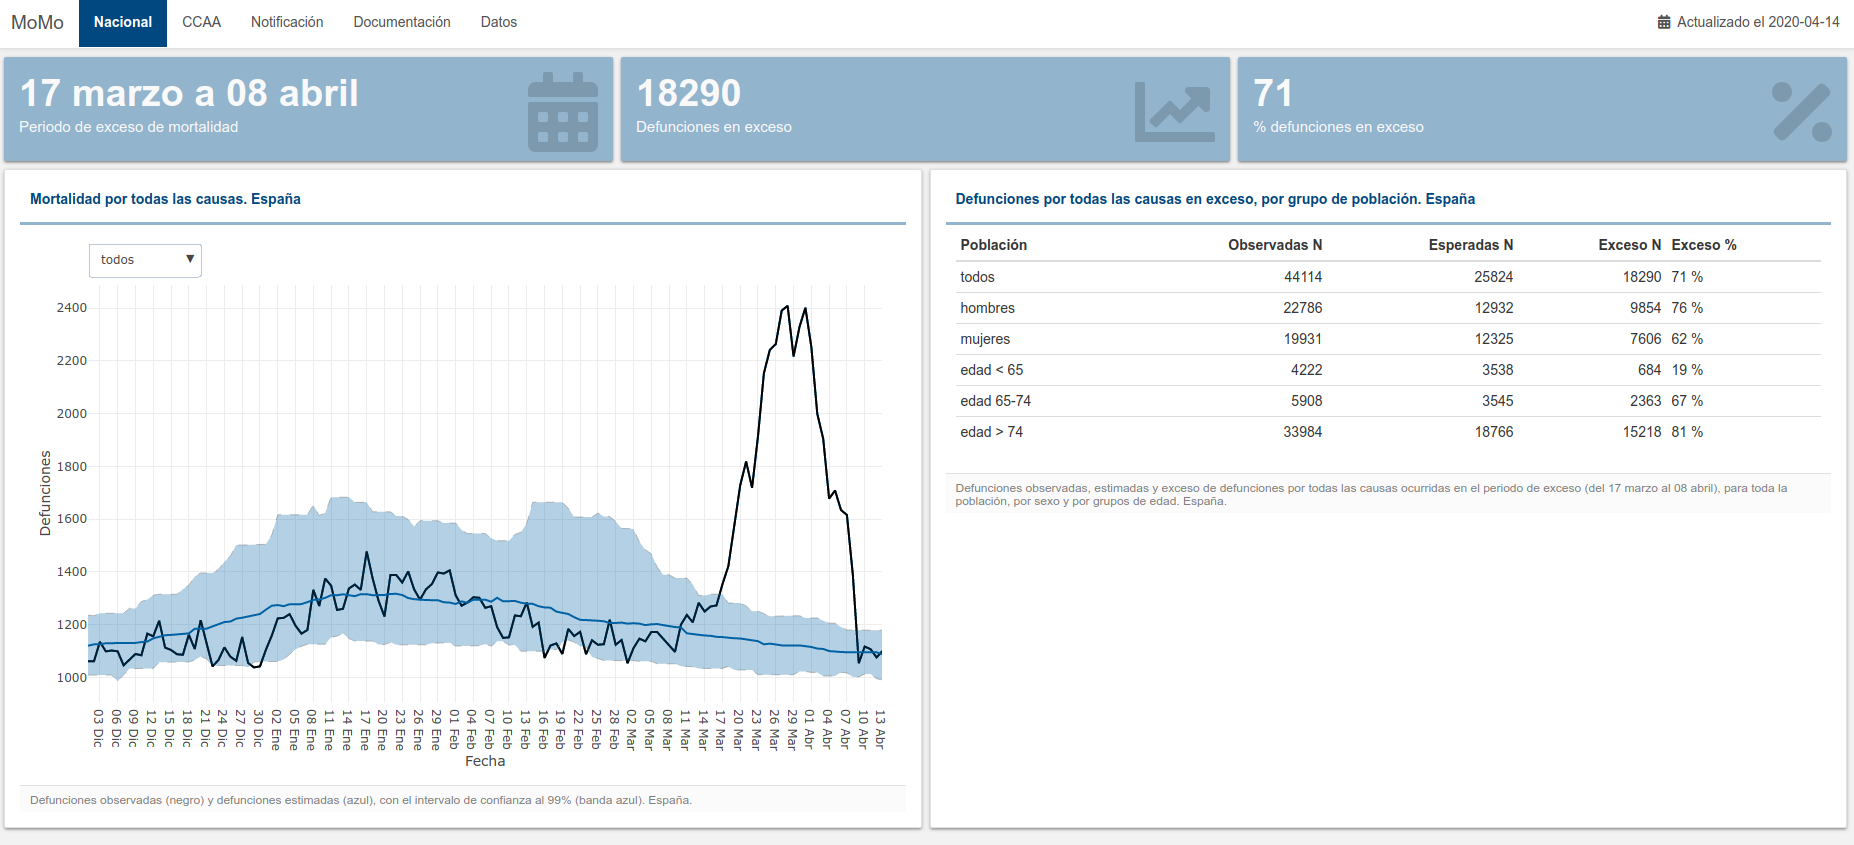 MoMo Nacional CCAA Notificación Documentación Datos Actualizado el 2020-04-14
17 marzo a 08 abril
Periodo de exceso de mortalidad
18290
Defunciones en exceso
71
% defunciones en exceso
Mortalidad por todas las causas. España
todos ▼
2400
2200
2000
1800
1600
1400
1200
1000
Defunciones
03 Dic
06 Dic
09 Dic
12 Dic
15 Dic
18 Dic
21 Dic
24 Dic
27 Dic
30 Dic
02 Ene
05 Ene
08 Ene
11 Ene
14 Ene
17 Ene
20 Ene
23 Ene
26 Ene
29 Ene
01 Feb
04 Feb
07 Feb
10 Feb
13 Feb
16 Feb
19 Feb
22 Feb
25 Feb
28 Feb
02 Mar
05 Mar
08 Mar
11 Mar
14 Mar
17 Mar
20 Mar
23 Mar
26 Mar
29 Mar
01 Abr
04 Abr
07 Abr
10 Abr
13 Abr
Fecha
Defunciones observadas (negro) y defunciones estimadas (azul), con el intervalo de confianza al 99% (banda azul). España.
Defunciones por todas las causas en exceso, por grupo de población. España
Población Observadas N Esperadas N Exceso N Exceso %
todos 44114 25824 18290 71 %
hombres 22786 12932 9854 76 %
mujeres 19931 12325 7606 62 %
edad < 65 4222 3538 684 19 %
edad 65-74 5908 3545 2363 67 %
edad > 74 33984 18766 15218 81 %
Defunciones observadas, estimadas y exceso de defunciones por todas las causas ocurridas en el periodo de exceso (del 17 marzo al 08 abril), para toda la
población, por sexo y por grupos de edad. España.